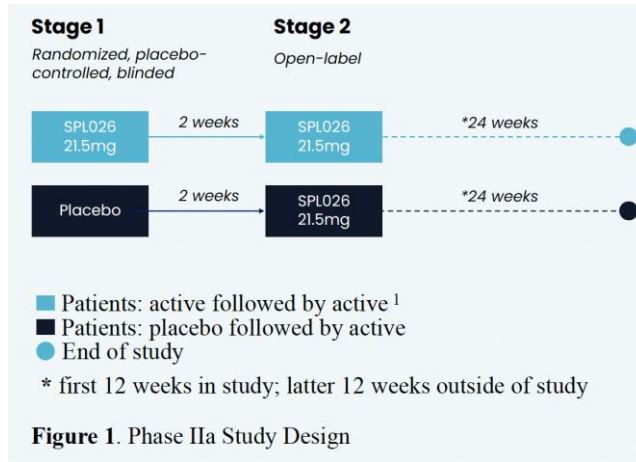 Stage 1
Randomized, placebo-
controlled, blinded
Stage 2
Open-label
SPL026
21.5mg
2 weeks
SPL026
21.5mg
*24 weeks
Placebo
2 weeks
SPL026
21.5mg
*24 weeks
Patients: active followed by active 1
Patients: placebo followed by active
End of study
* first 12 weeks in study; latter 12 weeks outside of study
Figure 1. Phase IIa Study Design